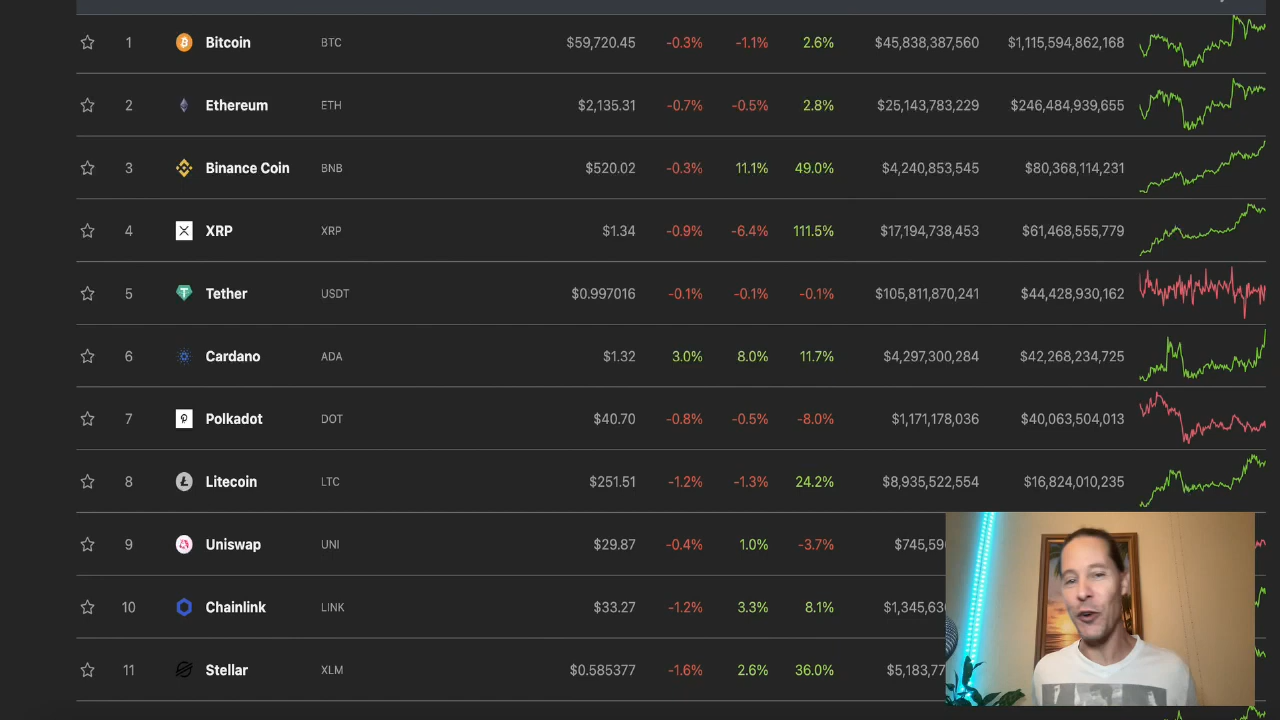 1 Bitcoin BTC $59,720.45 -0.3% -1.1% 2.6% $45,838,387,560 $1,115,594,862,168
2 Ethereum ETH $2,135.31 -0.7% -0.5% 2.8% $25,143,783,229 $246,484,939,655
3 Binance Coin BNB $520.02 -0.3% 11.1% 49.0% $4,240,853,545 $80,368,114,231
4 XRP XRP $1.34 -0.9% -6.4% 111.5% $17,194,738,453 $61,468,555,779
5 Tether USDT $0.997016 -0.1% -0.1% -0.1% $105,811,870,241 $44,428,930,162
6 Cardano ADA $1.32 3.0% 8.0% 11.7% $4,297,300,284 $42,268,234,725
7 Polkadot DOT $40.70 -0.8% -0.5% -8.0% $1,171,178,036 $40,063,504,013
8 Litecoin LTC $251.51 -1.2% -1.3% 24.2% $8,935,522,554 $16,824,010,235
9 Uniswap UNI $29.87 -0.4% 1.0% -3.7%
10 Chainlink LINK $33.27 -1.2% 3.3% 8.1%
11 Stellar XLM $0.585377 -1.6% 2.6% 36.0%